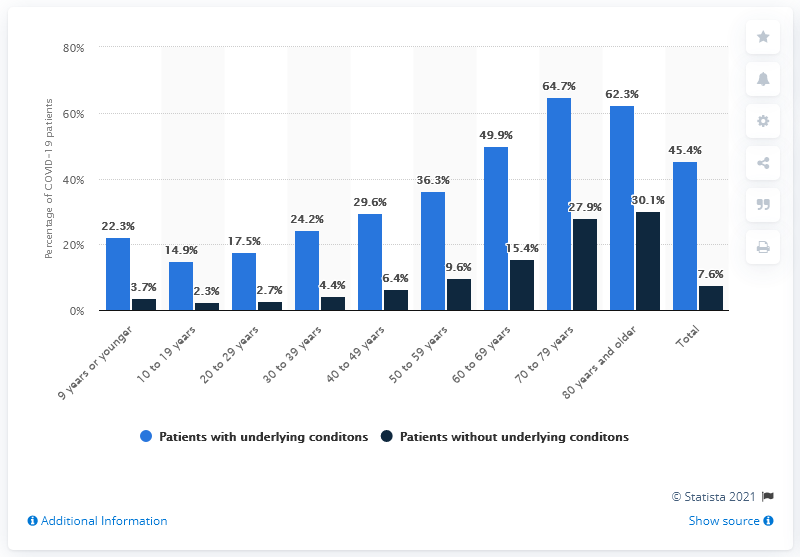 Percentage of COVID-19 patients
80%
60%
40%
20%
0%
22.3%
3.7%
14.9%
2.3%
17.5%
2.7%
24.2%
4.4%
29.6%
6.4%
36.3%
9.6%
49.9%
15.4%
64.7%
27.9%
62.3%
30.1%
45.4%
7.6%
9 years or younger
10 to 19 years
20 to 29 years
30 to 39 years
40 to 49 years
50 to 59 years
60 to 69 years
70 to 79 years
80 years and older
Total
Patients with underlying conditons
Patients without underlying conditons
© Statista 2021
Additional Information
Show source